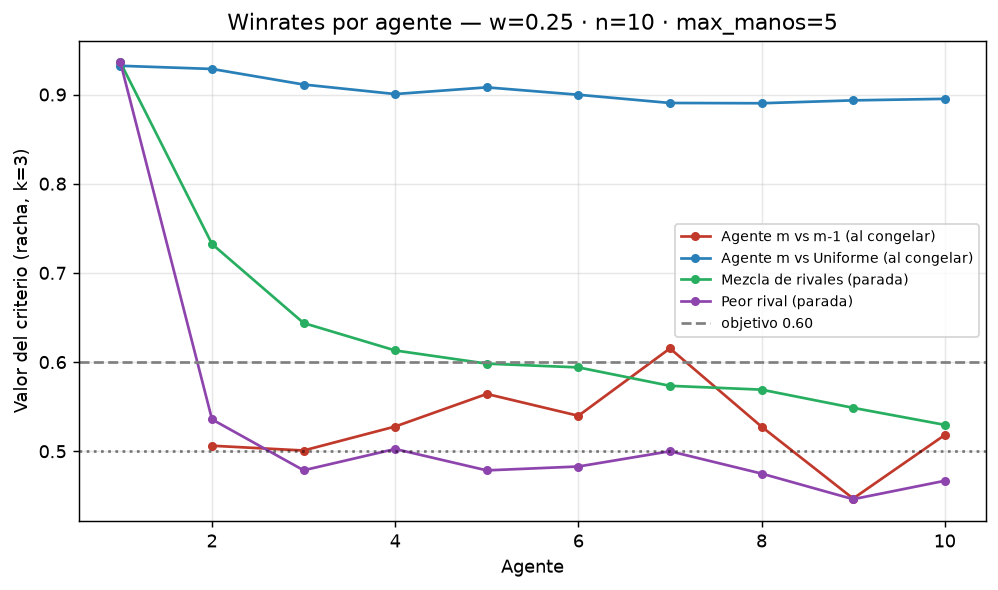 Winrates por agente — w=0.25 · n=10 · max_manos=5
Valor del criterio (racha, k=3)
0.9
0.8
0.7
0.6
0.5
Agente m vs m-1 (al congelar)
Agente m vs Uniforme (al congelar)
Mezcla de rivales (parada)
Peor rival (parada)
objetivo 0.60
2 4 6 8 10
Agente